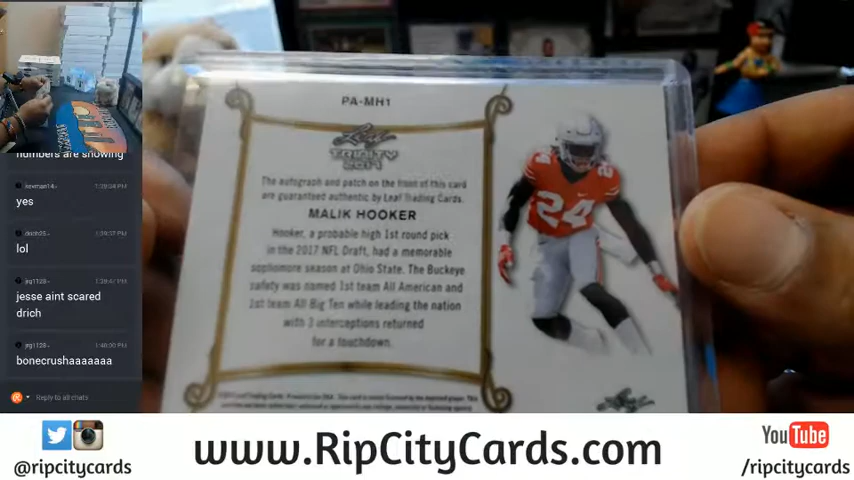 numbers are showing
yes
lol
jesse aint scared
drich
bonecrushaaaaaaa
Reply to all chats
PA-MH1
Leaf
TRINITY
2017
The autograph and patch on the front of this card
are guaranteed authentic by Leaf Trading Cards.
MALIK HOOKER
Hooker, a probable high 1st round pick
in the 2017 NFL Draft, had a memorable
sophomore season at Ohio State. The Buckeye
safety was named 1st team All American and
1st team All Big Ten while leading the nation
with 3 interceptions returned
for a touchdown.
24
24
@ripcitycards
www.RipCityCards.com
YouTube
/ripcitycards